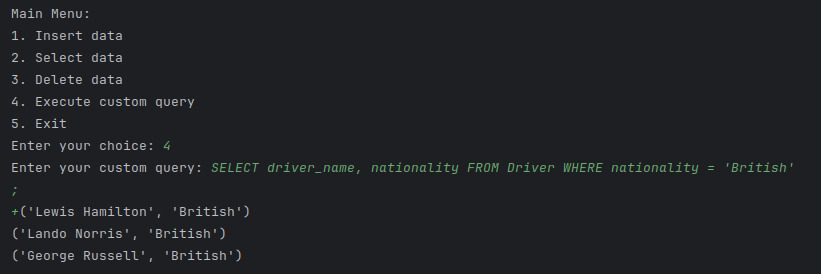 Main Menu:
1. Insert data
2. Select data
3. Delete data
4. Execute custom query
5. Exit
Enter your choice: 4
Enter your custom query: SELECT driver_name, nationality FROM Driver WHERE nationality = 'British'
;
+('Lewis Hamilton', 'British')
('Lando Norris', 'British')
('George Russell', 'British')